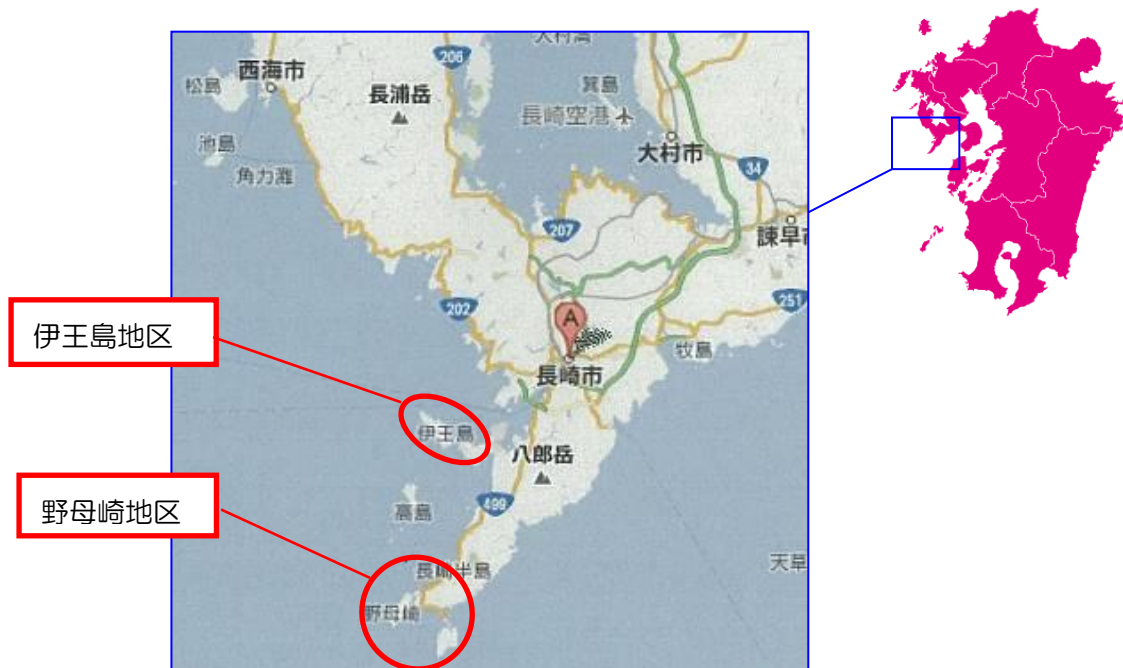 大村湾
206
西海市
松島
長浦岳
箕島
長崎空港
大村市
池島
角力灘
34
207
諫早市
202
251
伊王島地区
A
牧島
長崎市
伊王島
八郎岳
499
野母崎地区
高島
天草
長崎半島
野母崎